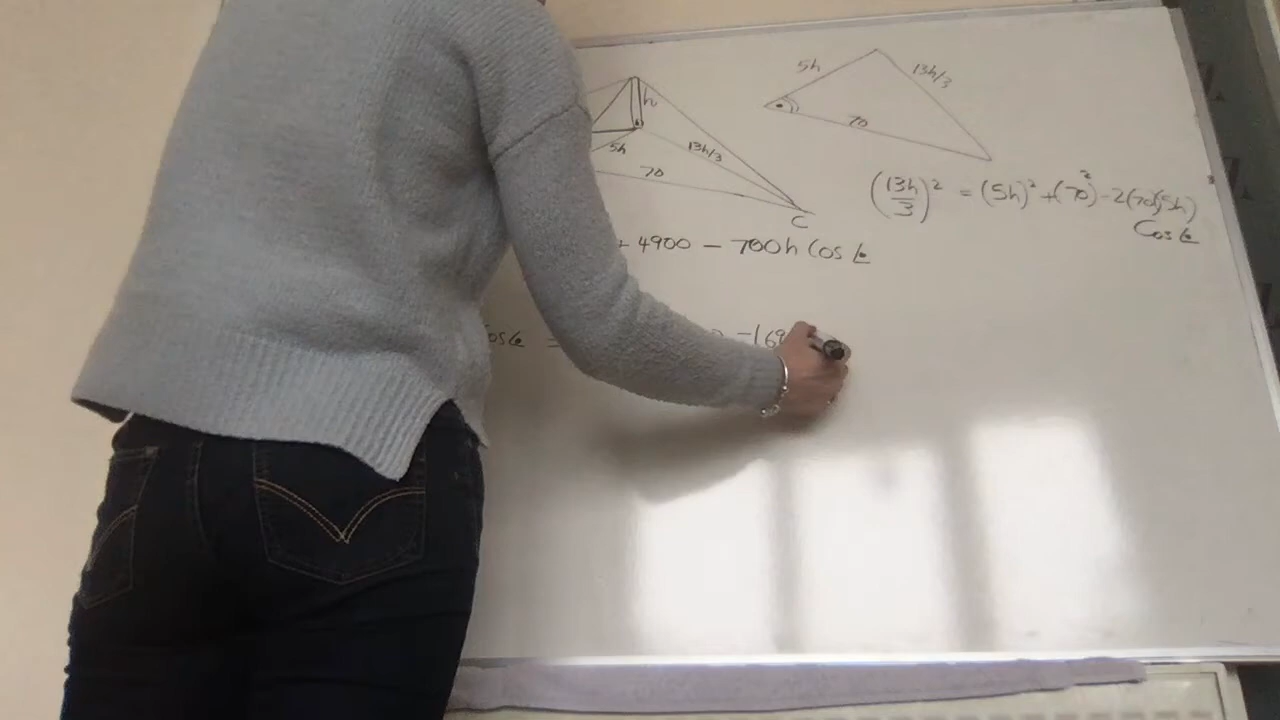 h
5h
13h/3
70
C
5h
13h/3
70
(13h/3)² = (5h)² + (70)² - 2(70)(5h)
Cos
+ 4900 - 700h Cos
Cos =